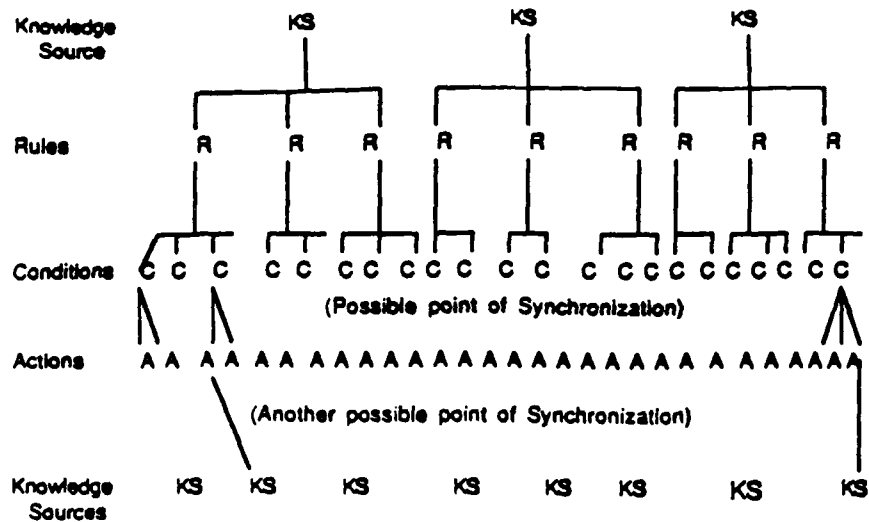 Knowledge Source KS KS KS
Rules R R R R R R R R R
Conditions C C C C C C C C C C C C C C C C C C C C C C
(Possible point of Synchronization)
Actions A A A A A A A A A A A A A A A A A A A A A A A A A A A A A
(Another possible point of Synchronization)
Knowledge Sources KS KS KS KS KS KS KS KS